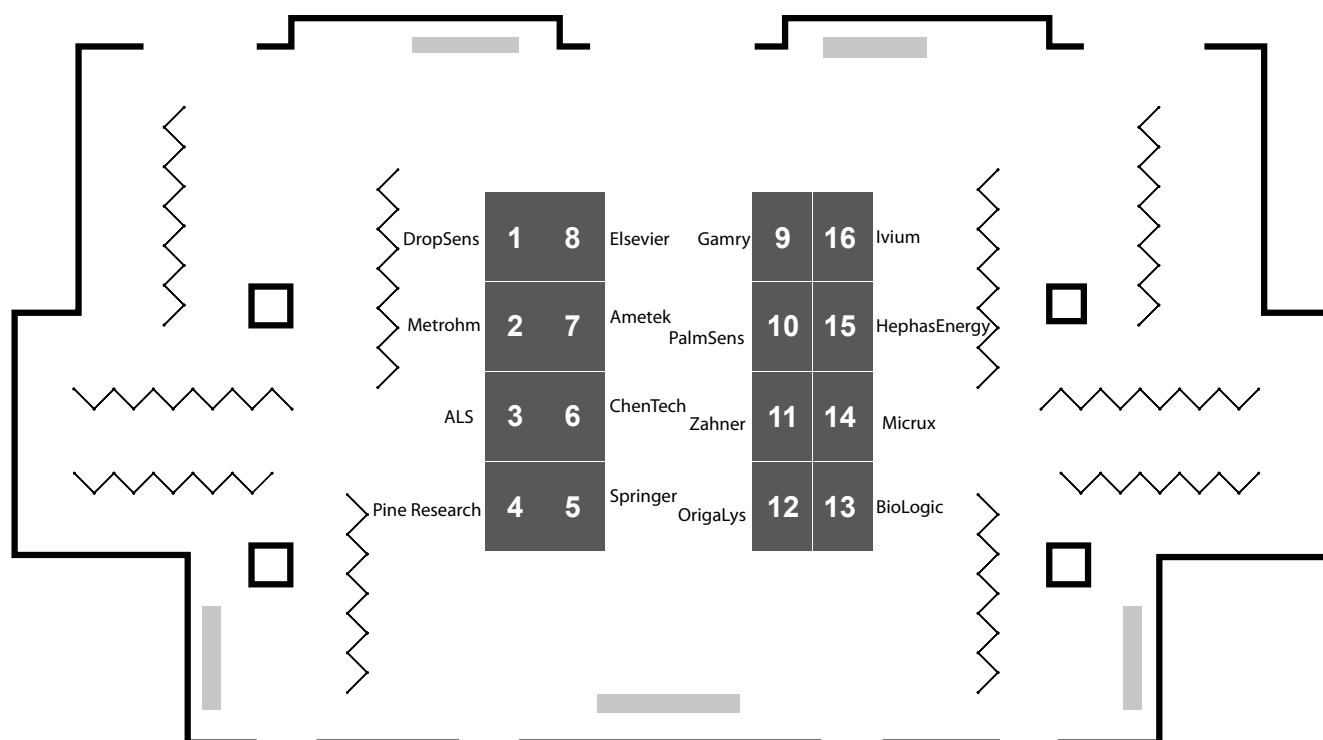 DropSens 1 8 Elsevier Gamry 9 16 Ivium
Metrohm 2 7 Ametek PalmSens 10 15 HephasEnergy
ALS 3 6 ChenTech Zahner 11 14 Micrux
Pine Research 4 5 Springer OrigaLys 12 13 BioLogic